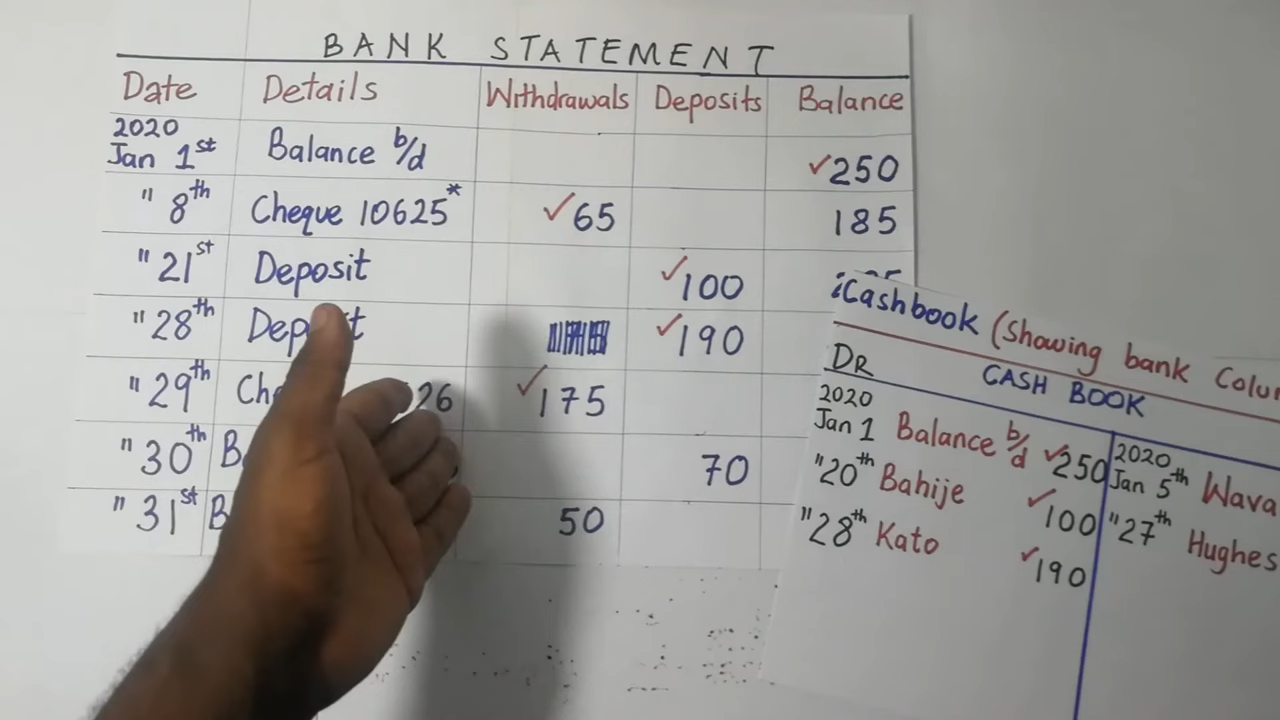 BANK STATEMENT
Date Details Withdrawals Deposits Balance
2020
Jan 1st Balance b/d ✓250
" 8th Cheque 10625* ✓65 185
" 21st Deposit ✓100
" 28th Deposit ✓190
" 29th 26 ✓175
" 30th 70
" 31st 50
Cashbook (Showing bank
DR CASH BOOK
2020
Jan 1 Balance b/d ✓250
"20th Bahije ✓100
"28th Kato ✓190
2020
Jan 5th
"27th Hughes